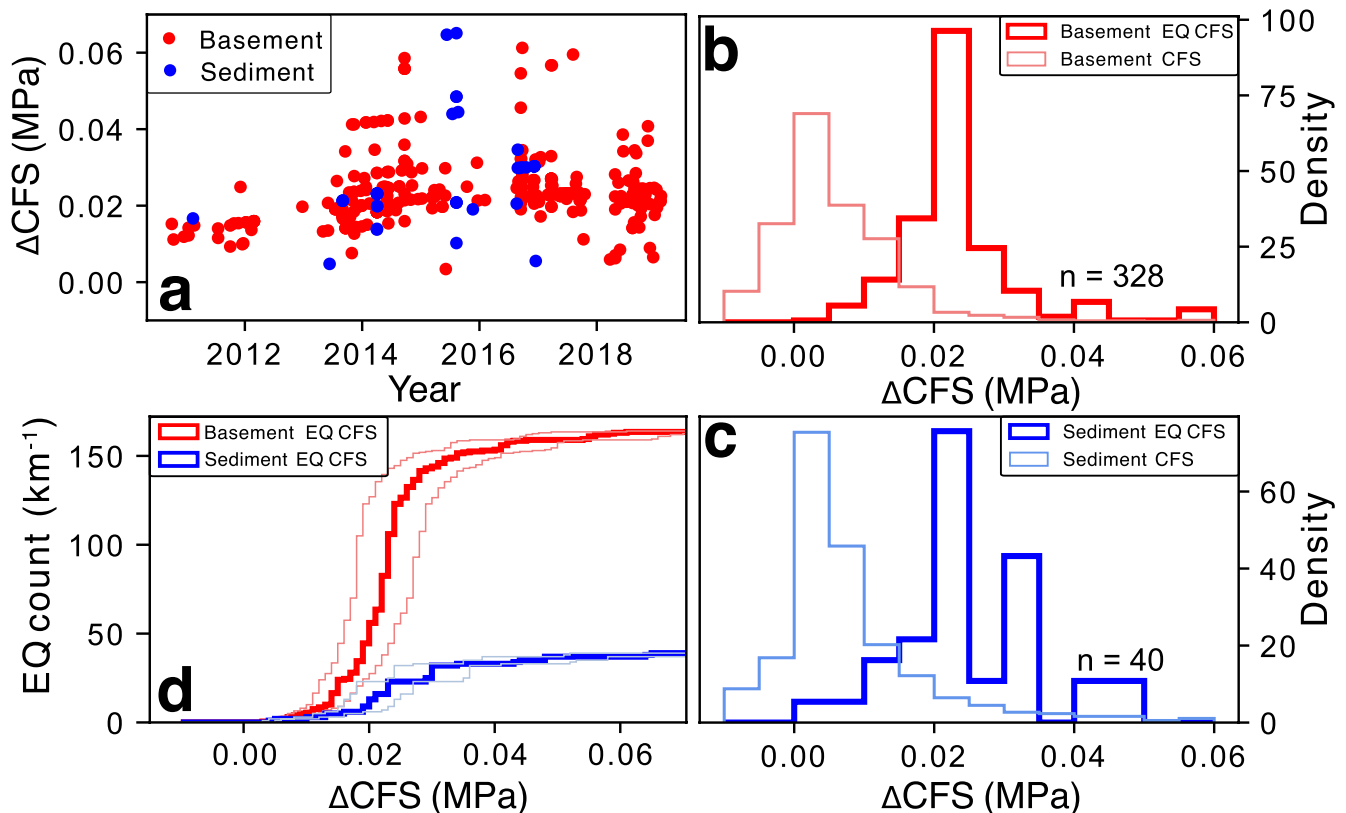 Basement
Sediment
0.06
0.04
0.02
0.00
ΔCFS (MPa)
a
2012
2014
2016
2018
Year
b
Basement EQ CFS
Basement CFS
100
75
50
25
0
Density
n = 328
0.00
0.02
0.04
0.06
ΔCFS (MPa)
Basement EQ CFS
Sediment EQ CFS
150
100
50
0
EQ count (km⁻¹)
d
0.00
0.02
0.04
0.06
ΔCFS (MPa)
c
Sediment EQ CFS
Sediment CFS
60
40
20
0
Density
n = 40
0.00
0.02
0.04
0.06
ΔCFS (MPa)